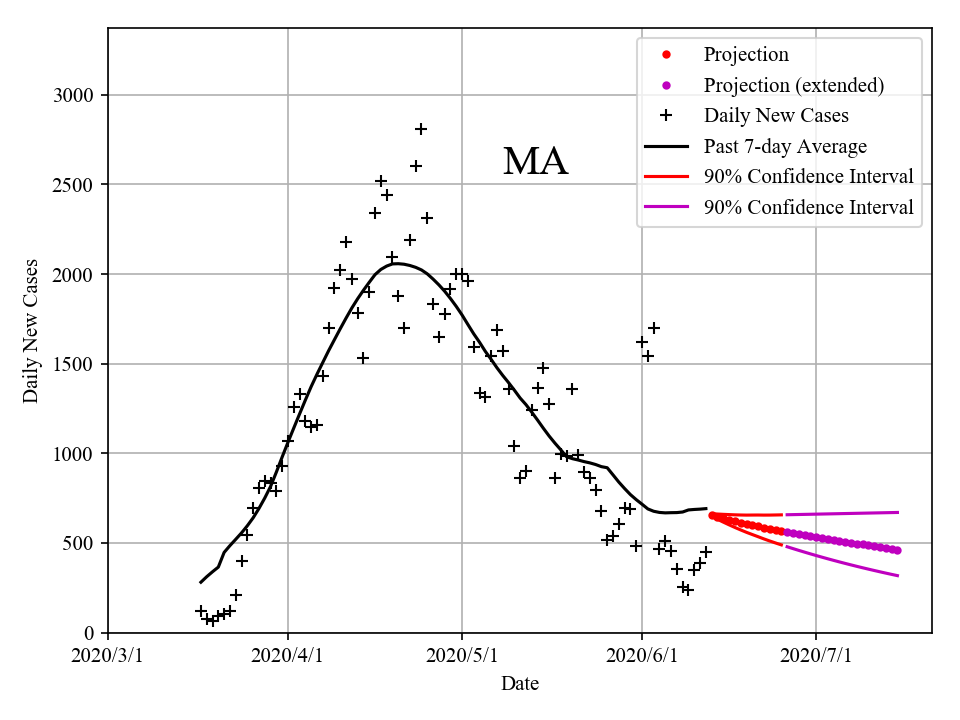 Projection
Projection (extended)
Daily New Cases
Past 7-day Average
90% Confidence Interval
90% Confidence Interval
MA
3000
2500
2000
1500
1000
500
0
Daily New Cases
2020/3/1 2020/4/1 2020/5/1 2020/6/1 2020/7/1
Date